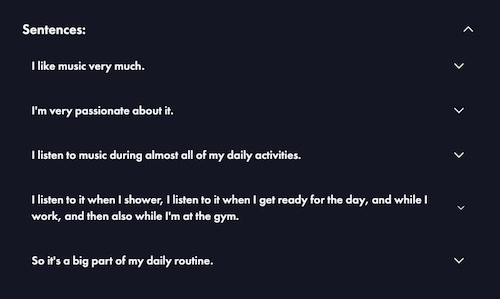 Sentences:
I like music very much.
I'm very passionate about it.
I listen to music during almost all of my daily activities.
I listen to it when I shower, I listen to it when I get ready for the day, and while I
work, and then also while I'm at the gym.
So it's a big part of my daily routine.